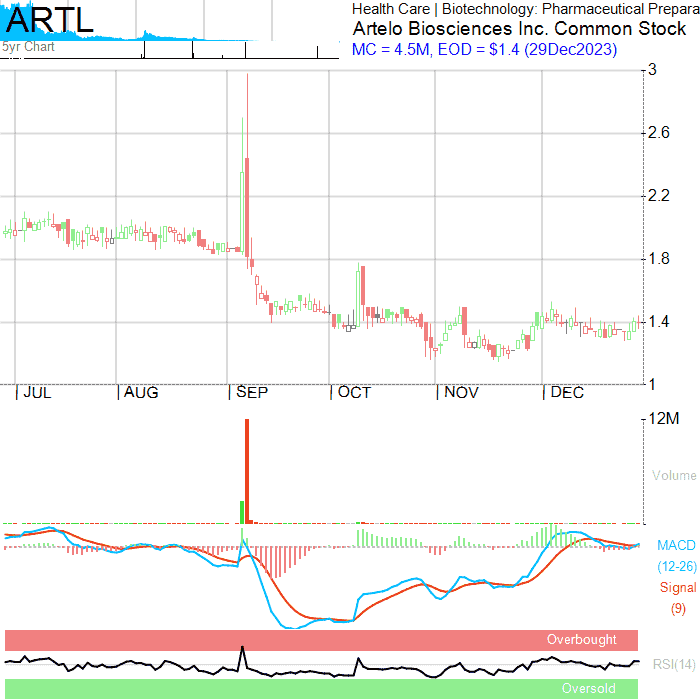 ARTL
Health Care | Biotechnology: Pharmaceutical Prepara
Artelo Biosciences Inc. Common Stock
5yr Chart
MC = 4.5M, EOD = $1.4 (29Dec2023)
3
2.6
2.2
1.8
1.4
1
JUL AUG SEP OCT NOV DEC
12M
Volume
MACD
(12-26)
Signal
(9)
Overbought
RSI(14)
Oversold